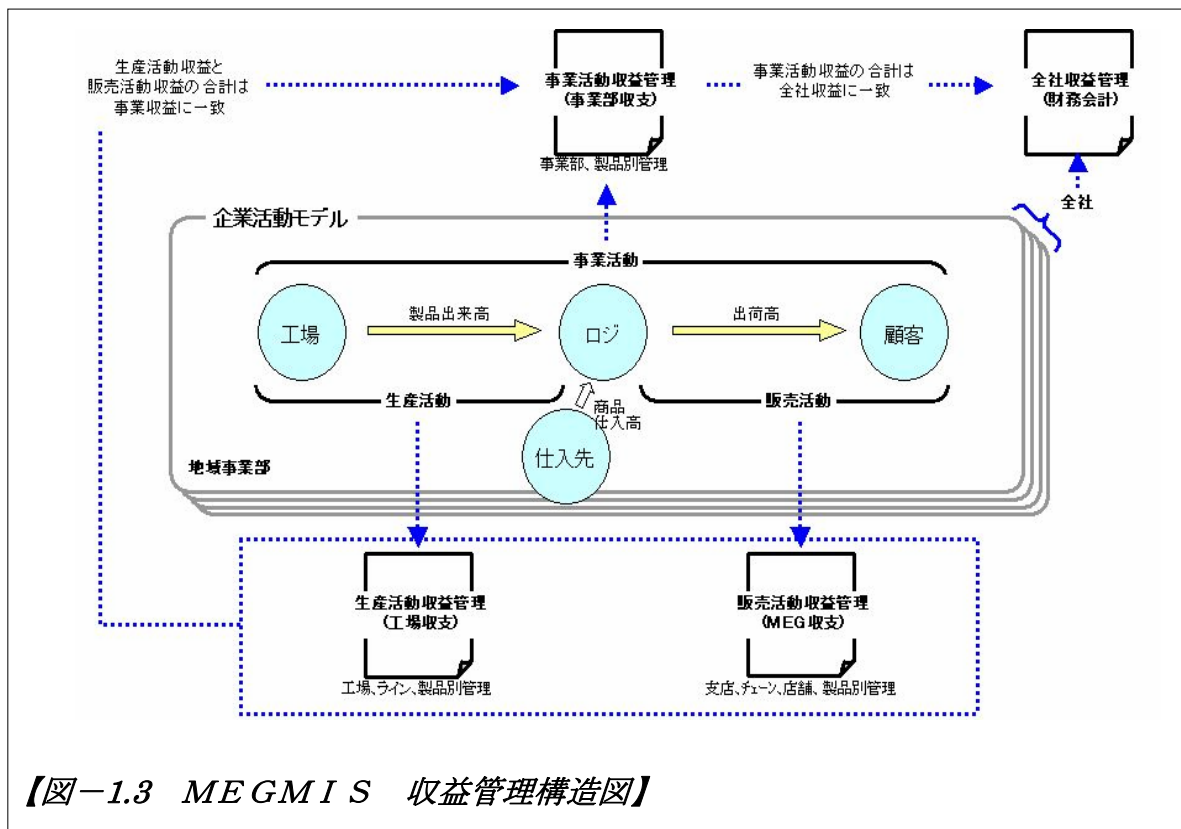 生産活動収益と
販売活動収益の合計は
事業収益に一致
事業活動収益管理
(事業部収支)
事業部、製品別管理
事業活動収益の合計は
全社収益に一致
全社収益管理
(財務会計)
全社
企業活動モデル
事業活動
工場
製品出来高
ロジ
出荷高
顧客
生産活動
商品
仕入高
販売活動
仕入先
地域事業部
生産活動収益管理
(工場収支)
工場、ライン、製品別管理
販売活動収益管理
(MEG収支)
支店、チェーン、店舗、製品別管理
【図－1.3　ＭＥＧＭＩＳ　収益管理構造図】